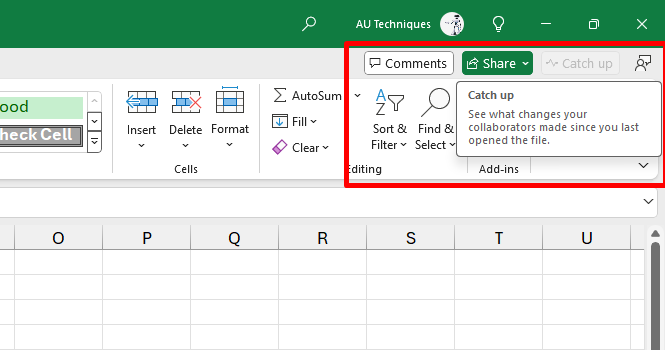 AU Techniques
Comments
Share
Catch up
ood
heck Cell
Insert
Delete
Format
Cells
AutoSum
Fill
Clear
Sort &
Filter
Find &
Select
Editing
Add-ins
Catch up
See what changes your
collaborators made since you last
opened the file.
O P Q R S T U